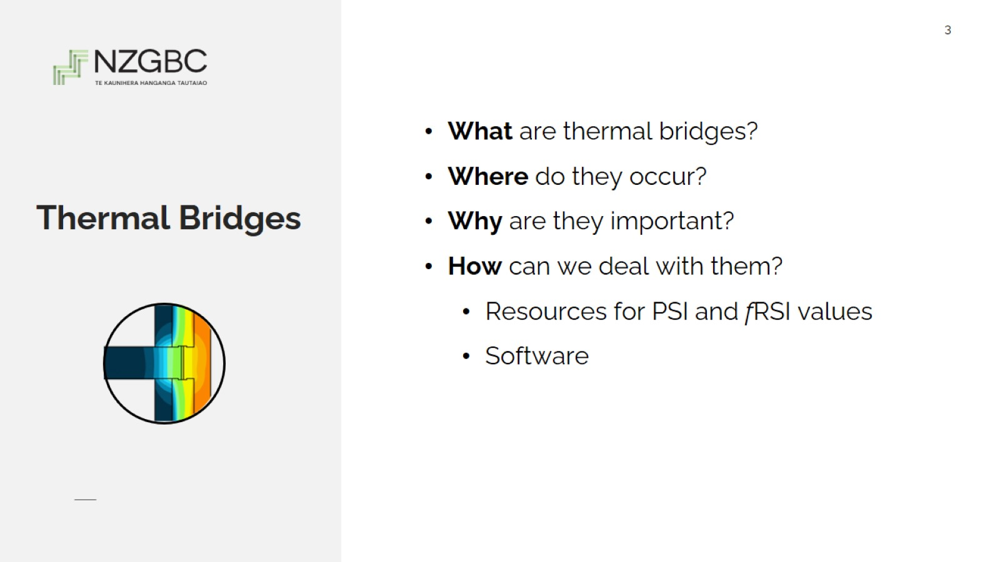 NZGBC
TE KAUNIHERA HANGANGA TAUTAIAO
Thermal Bridges
3
• What are thermal bridges?
• Where do they occur?
• Why are they important?
• How can we deal with them?
• Resources for PSI and fRSI values
• Software